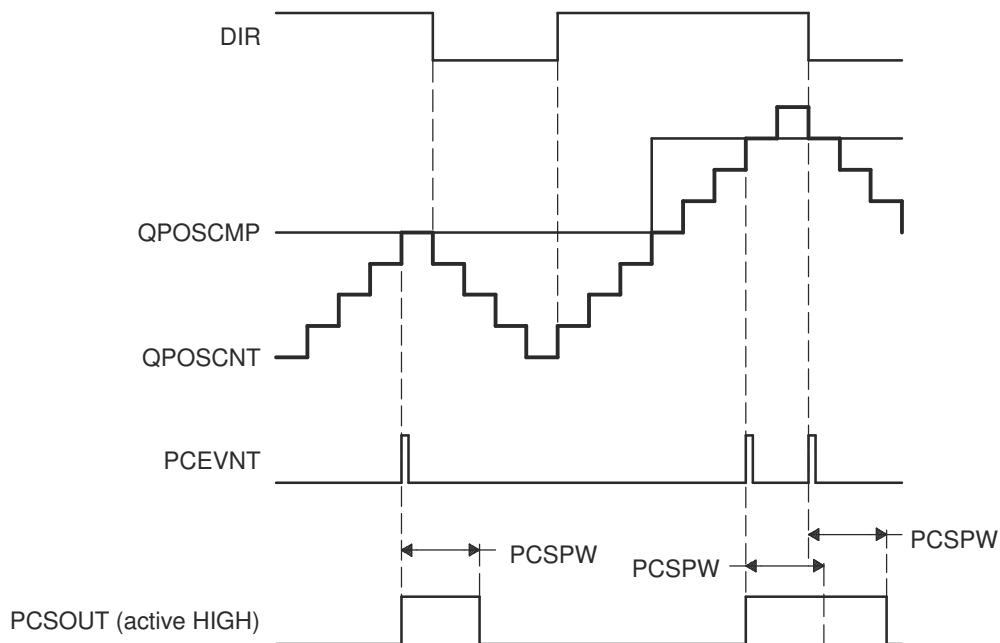 DIR
QPOSCMP
QPOSCNT
PCEVNT
PCSPW
PCSPW
PCSPW
PCSOUT (active HIGH)